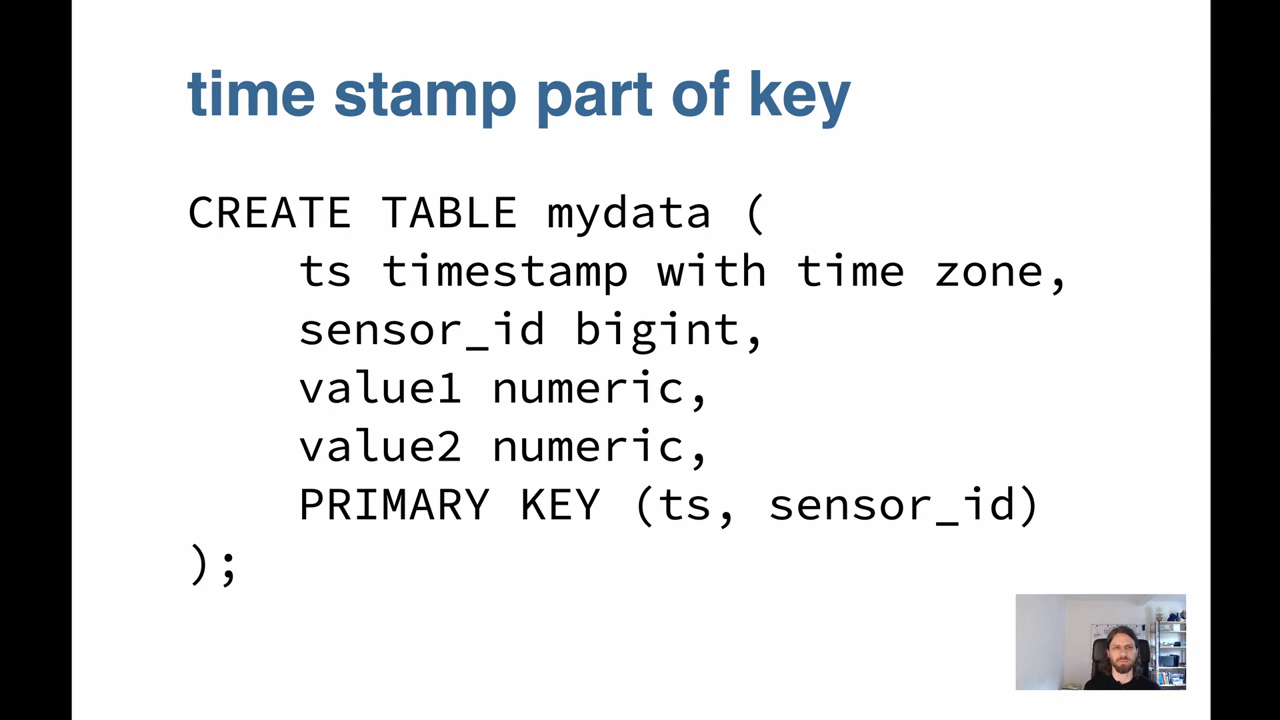 time stamp part of key
CREATE TABLE mydata (
    ts timestamp with time zone,
    sensor_id bigint,
    value1 numeric,
    value2 numeric,
    PRIMARY KEY (ts, sensor_id)
);